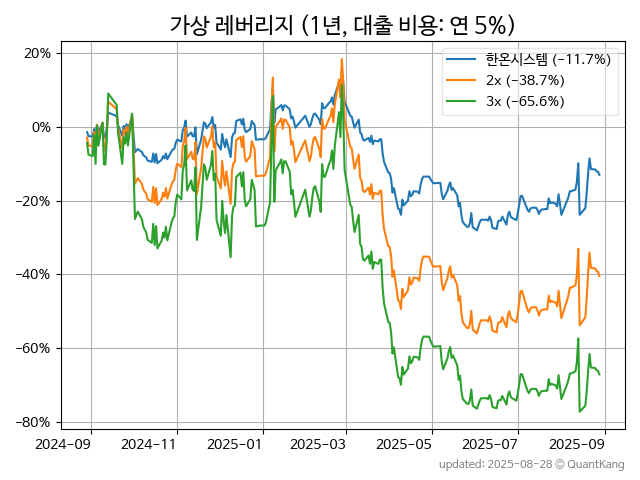 가상 레버리지 (1년, 대출 비용: 연 5%)
한온시스템 (−11.7%)
2x (−38.7%)
3x (−65.6%)
20%
0%
−20%
−40%
−60%
−80%
2024-09 2024-11 2025-01 2025-03 2025-05 2025-07 2025-09
updated: 2025-08-28 © QuantKang